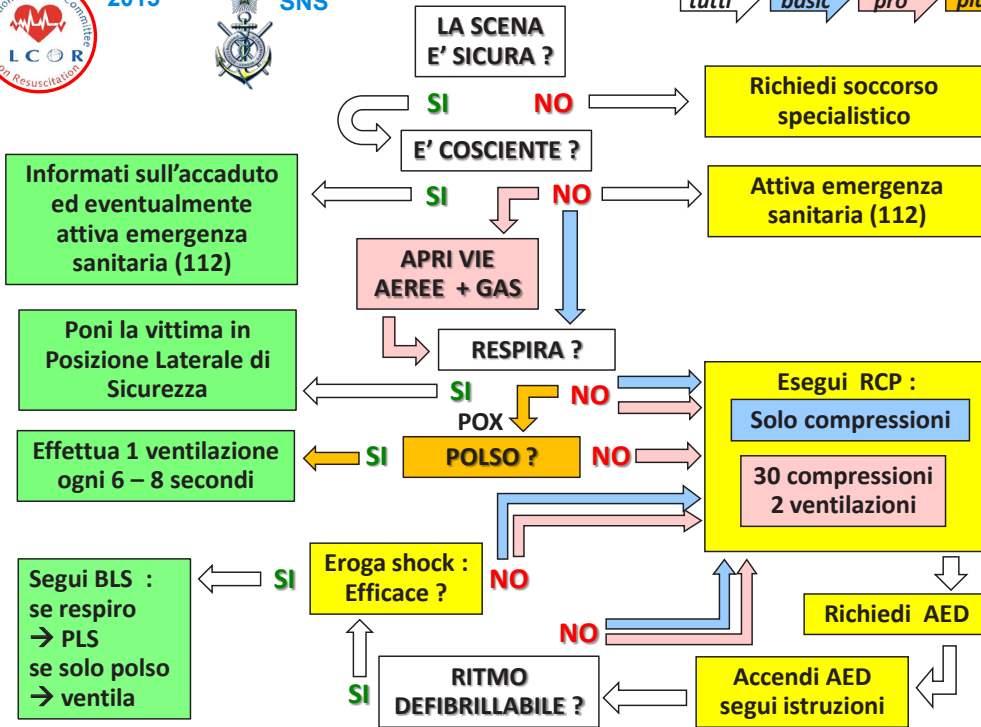 Committee
2015
SNS
LCOR
on Resuscitation
tutti
basic
pro
LA SCENA
E' SICURA ?
SI
NO
Richiedi soccorso
specialistico
E' COSCIENTE ?
Informati sull'accaduto
ed eventualmente
attiva emergenza
sanitaria (112)
SI
NO
Attiva emergenza
sanitaria (112)
APRI VIE
AEREE + GAS
Poni la vittima in
Posizione Laterale di
Sicurezza
RESPIRA ?
SI
NO
Esegui RCP :
Solo compressioni
30 compressioni
2 ventilazioni
POX
Effettua 1 ventilazione
ogni 6 – 8 secondi
SI
POLSO ?
NO
Segui BLS :
se respiro
→ PLS
se solo polso
→ ventila
SI
Eroga shock :
Efficace ?
NO
Richiedi AED
NO
SI
RITMO
DEFIBRILLABILE ?
Accendi AED
segui istruzioni